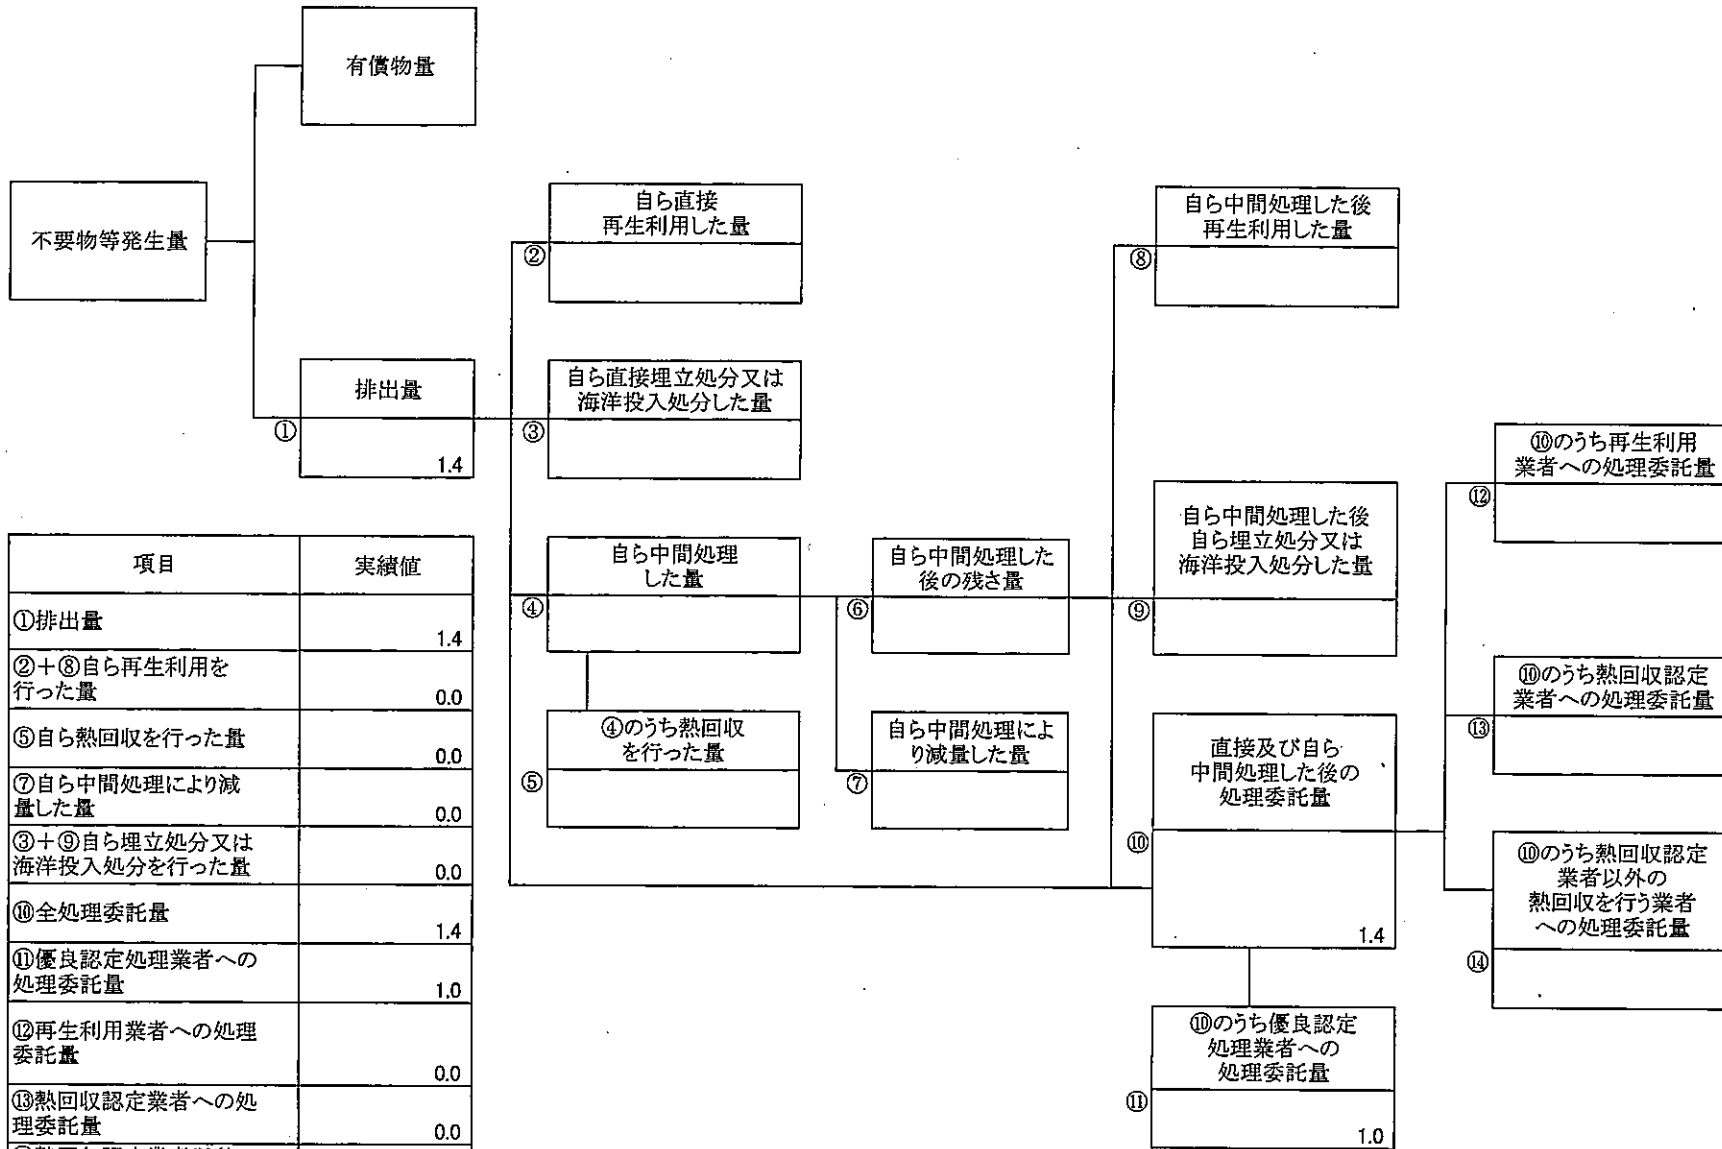 有償物量
不要物等発生量
自ら直接
再生利用した量
②
自ら中間処理した後
再生利用した量
⑧
排出量
①
1.4
自ら直接埋立処分又は
海洋投入処分した量
③
⑩のうち再生利用
業者への処理委託量
⑫
自ら中間処理
した量
④
自ら中間処理した
後の残さ量
⑥
自ら中間処理した後
自ら埋立処分又は
海洋投入処分した量
⑨
⑩のうち熱回収認定
業者への処理委託量
⑬
④のうち熱回収
を行った量
⑤
自ら中間処理によ
り減量した量
⑦
直接及び自ら
中間処理した後の
処理委託量
⑩
1.4
⑩のうち熱回収認定
業者以外の
熱回収を行う業者
への処理委託量
⑭
⑩のうち優良認定
処理業者への
処理委託量
⑪
1.0
項目 実績値
①排出量
1.4
②+⑧自ら再生利用を
行った量
0.0
⑤自ら熱回収を行った量
0.0
⑦自ら中間処理により減
量した量
0.0
③+⑨自ら埋立処分又は
海洋投入処分を行った量
0.0
⑩全処理委託量
1.4
⑪優良認定処理業者への
処理委託量
1.0
⑫再生利用業者への処理
委託量
0.0
⑬熱回収認定業者への処
理委託量
0.0